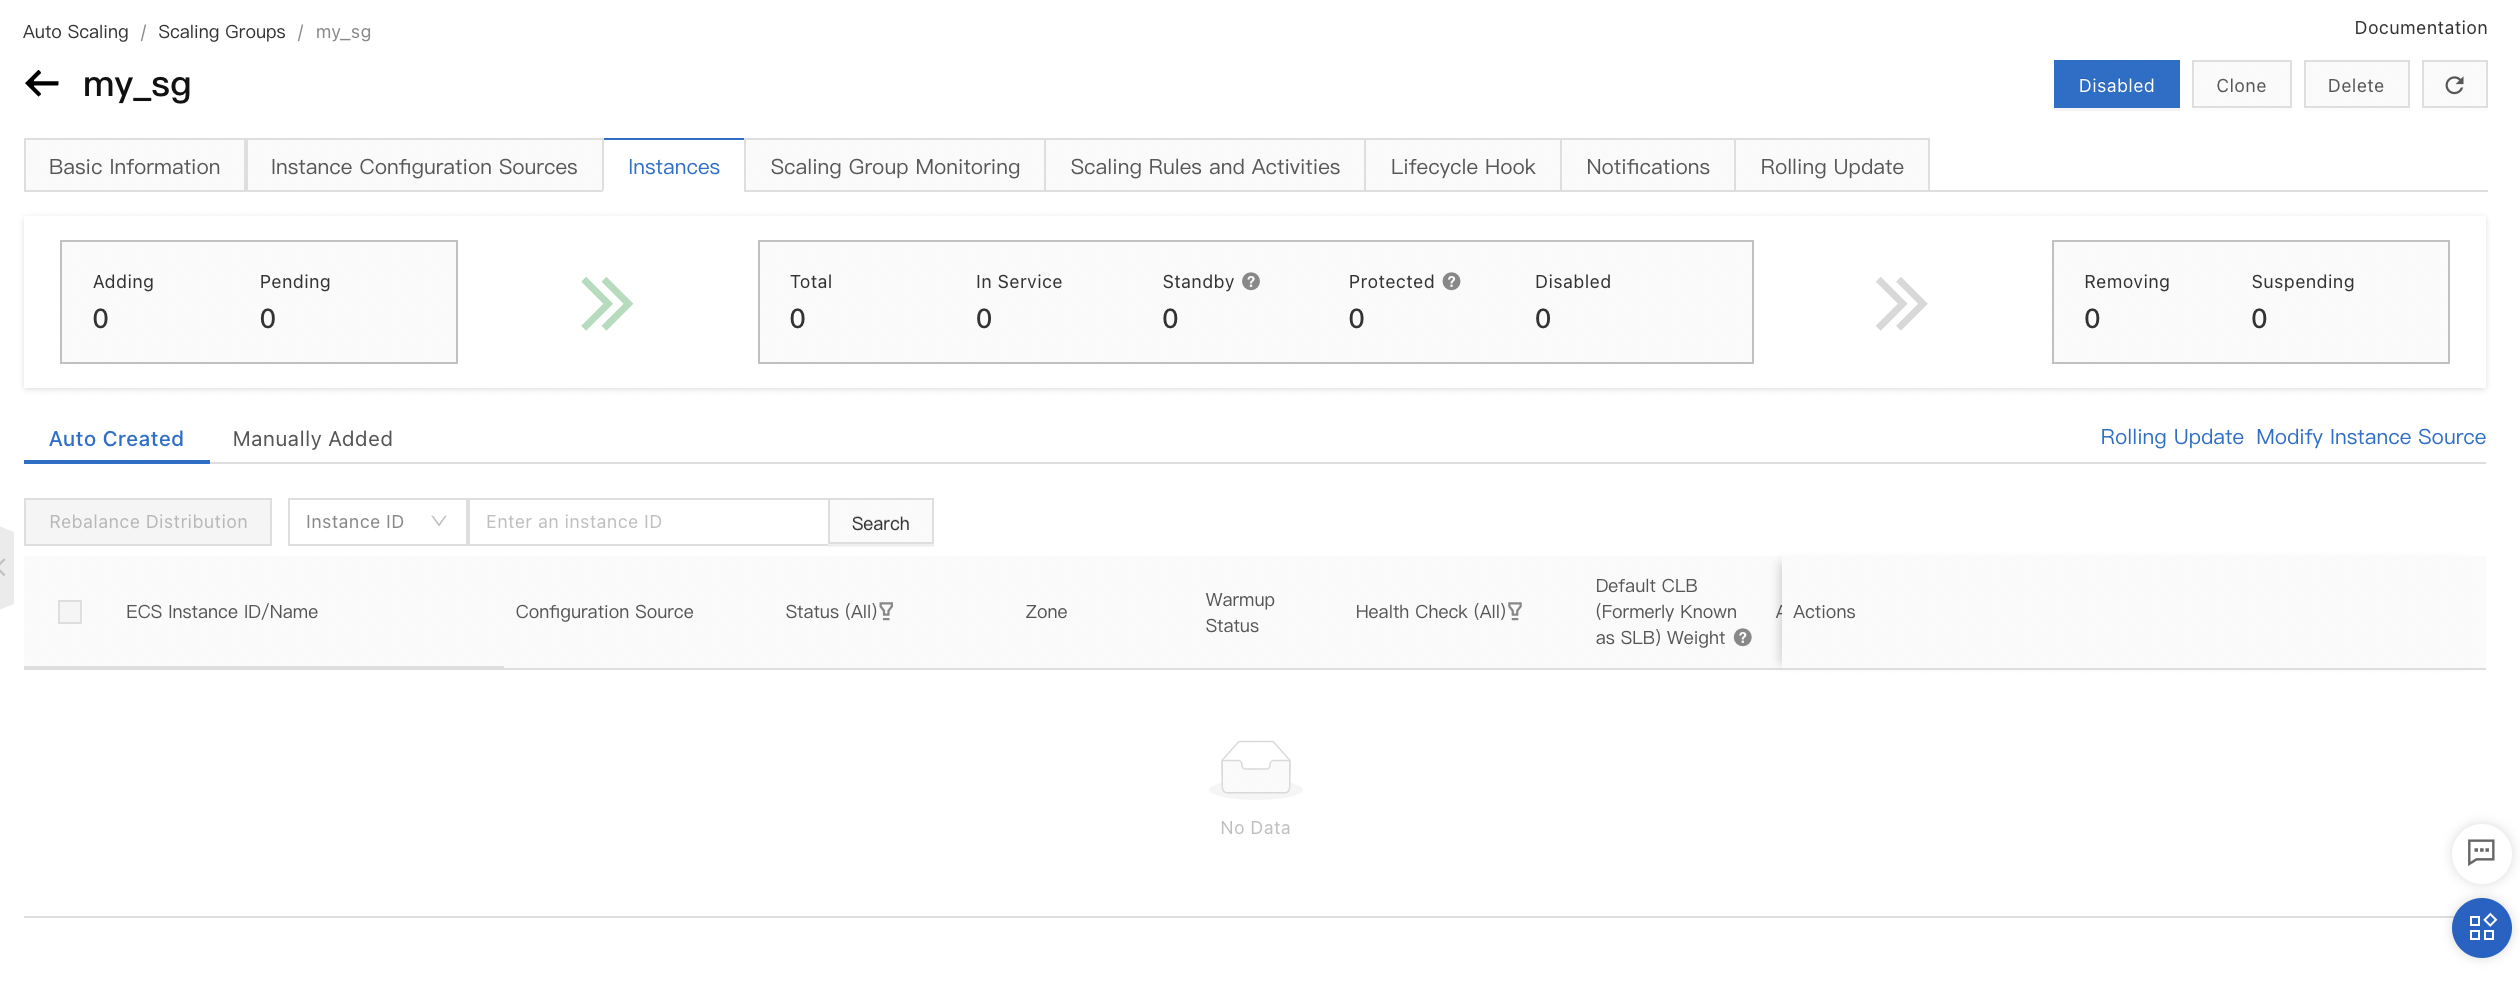 Auto Scaling / Scaling Groups / my_sg
Documentation
my_sg
Disabled
Clone
Delete
Basic Information
Instance Configuration Sources
Instances
Scaling Group Monitoring
Scaling Rules and Activities
Lifecycle Hook
Notifications
Rolling Update
Adding
0
Pending
0
Total
0
In Service
0
Standby ?
0
Protected ?
0
Disabled
0
Removing
0
Suspending
0
Auto Created
Manually Added
Rolling Update
Modify Instance Source
Rebalance Distribution
Instance ID
Enter an instance ID
Search
ECS Instance ID/Name
Configuration Source
Status (All)
Zone
Warmup
Status
Health Check (All)
Default CLB
(Formerly Known
as SLB) Weight ?
Actions
No Data